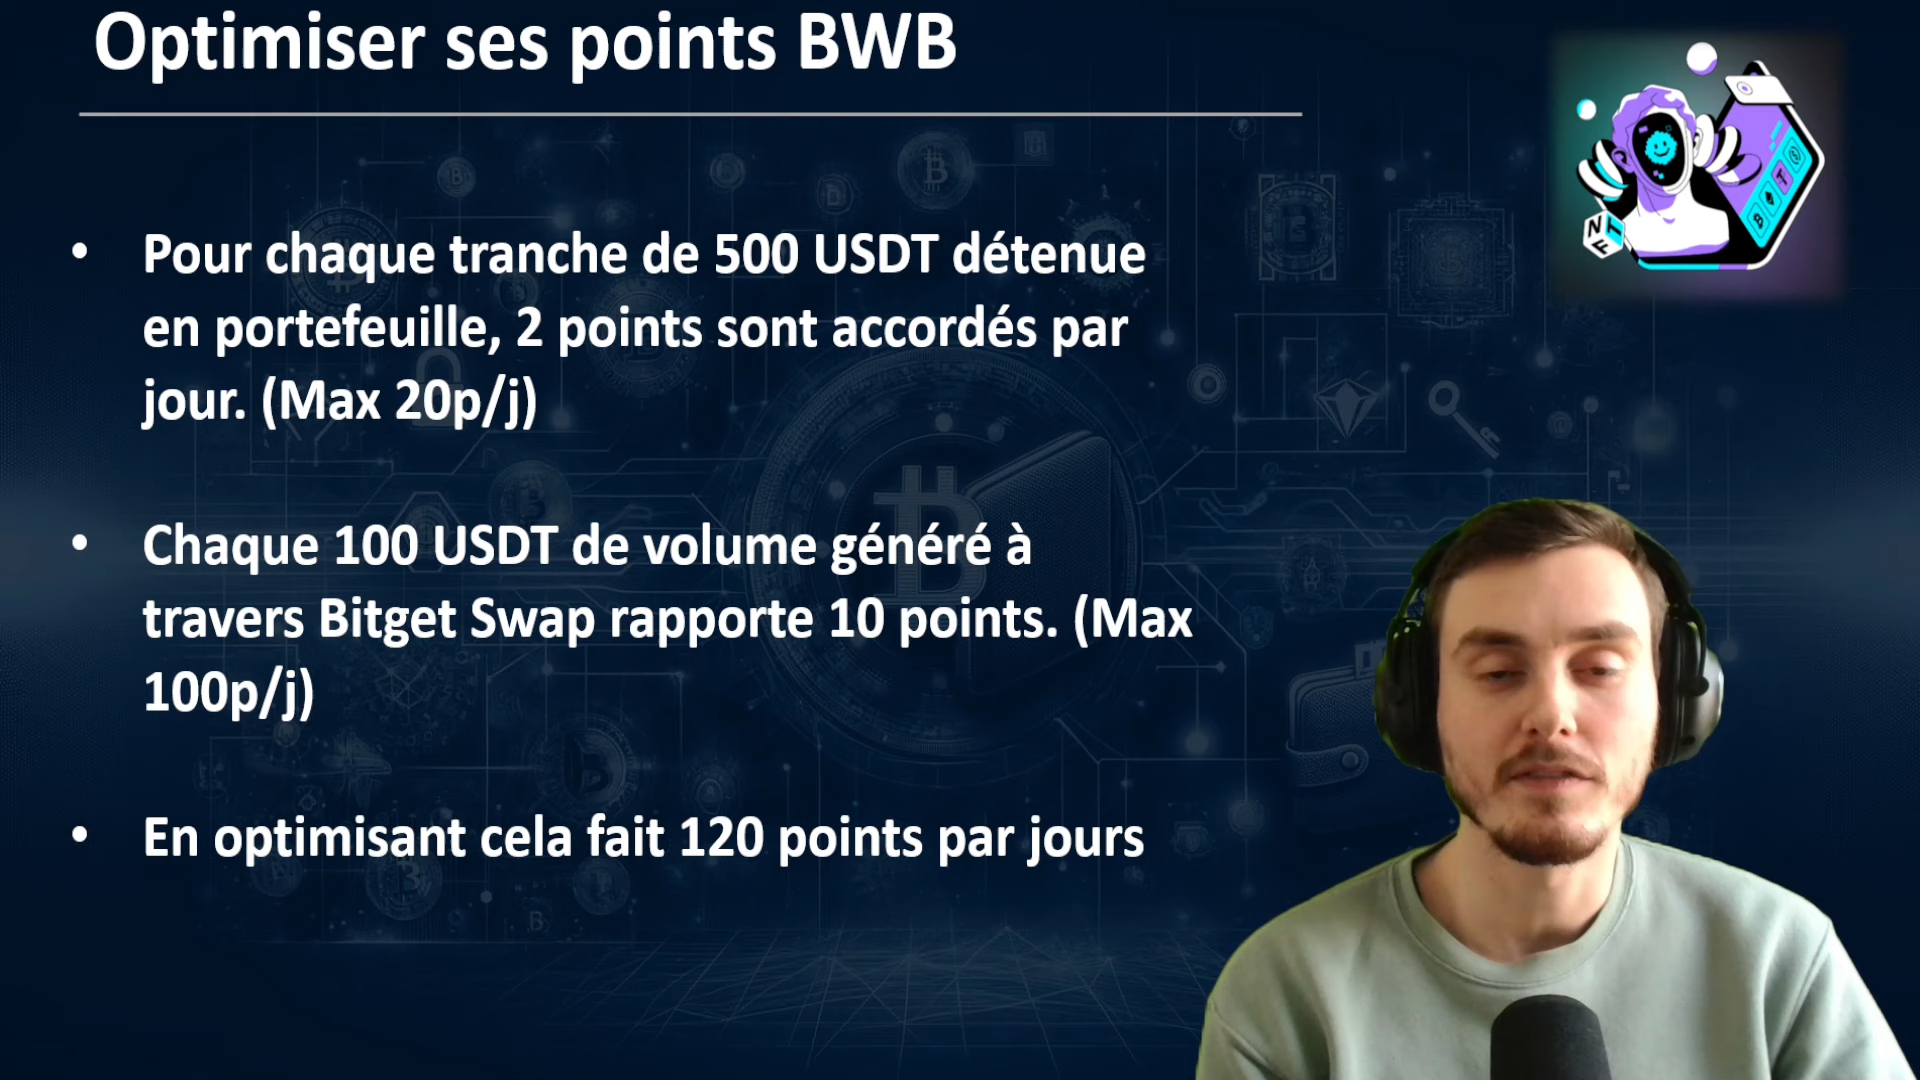 Optimiser ses points BWB
• Pour chaque tranche de 500 USDT détenue
en portefeuille, 2 points sont accordés par
jour. (Max 20p/j)
• Chaque 100 USDT de volume généré à
travers Bitget Swap rapporte 10 points. (Max
100p/j)
• En optimisant cela fait 120 points par jours
NFT